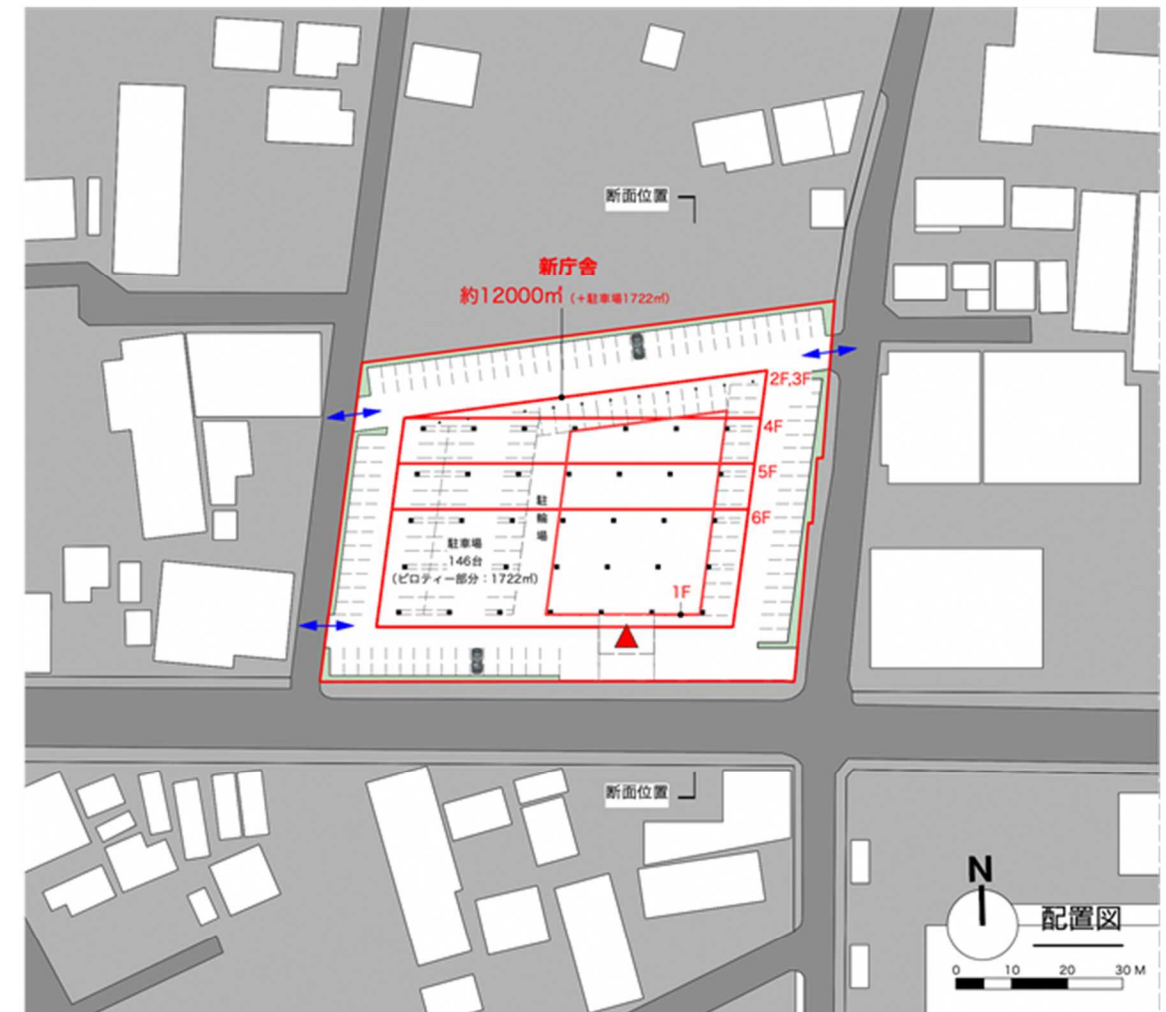 断面位置
新庁舎
約12000㎡(+駐車場1722㎡)
2F,3F
4F
5F
6F
駐輪場
駐車場
146台
(ピロティー部分：1722㎡)
1F
断面位置
N
配置図
0 10 20 30 M